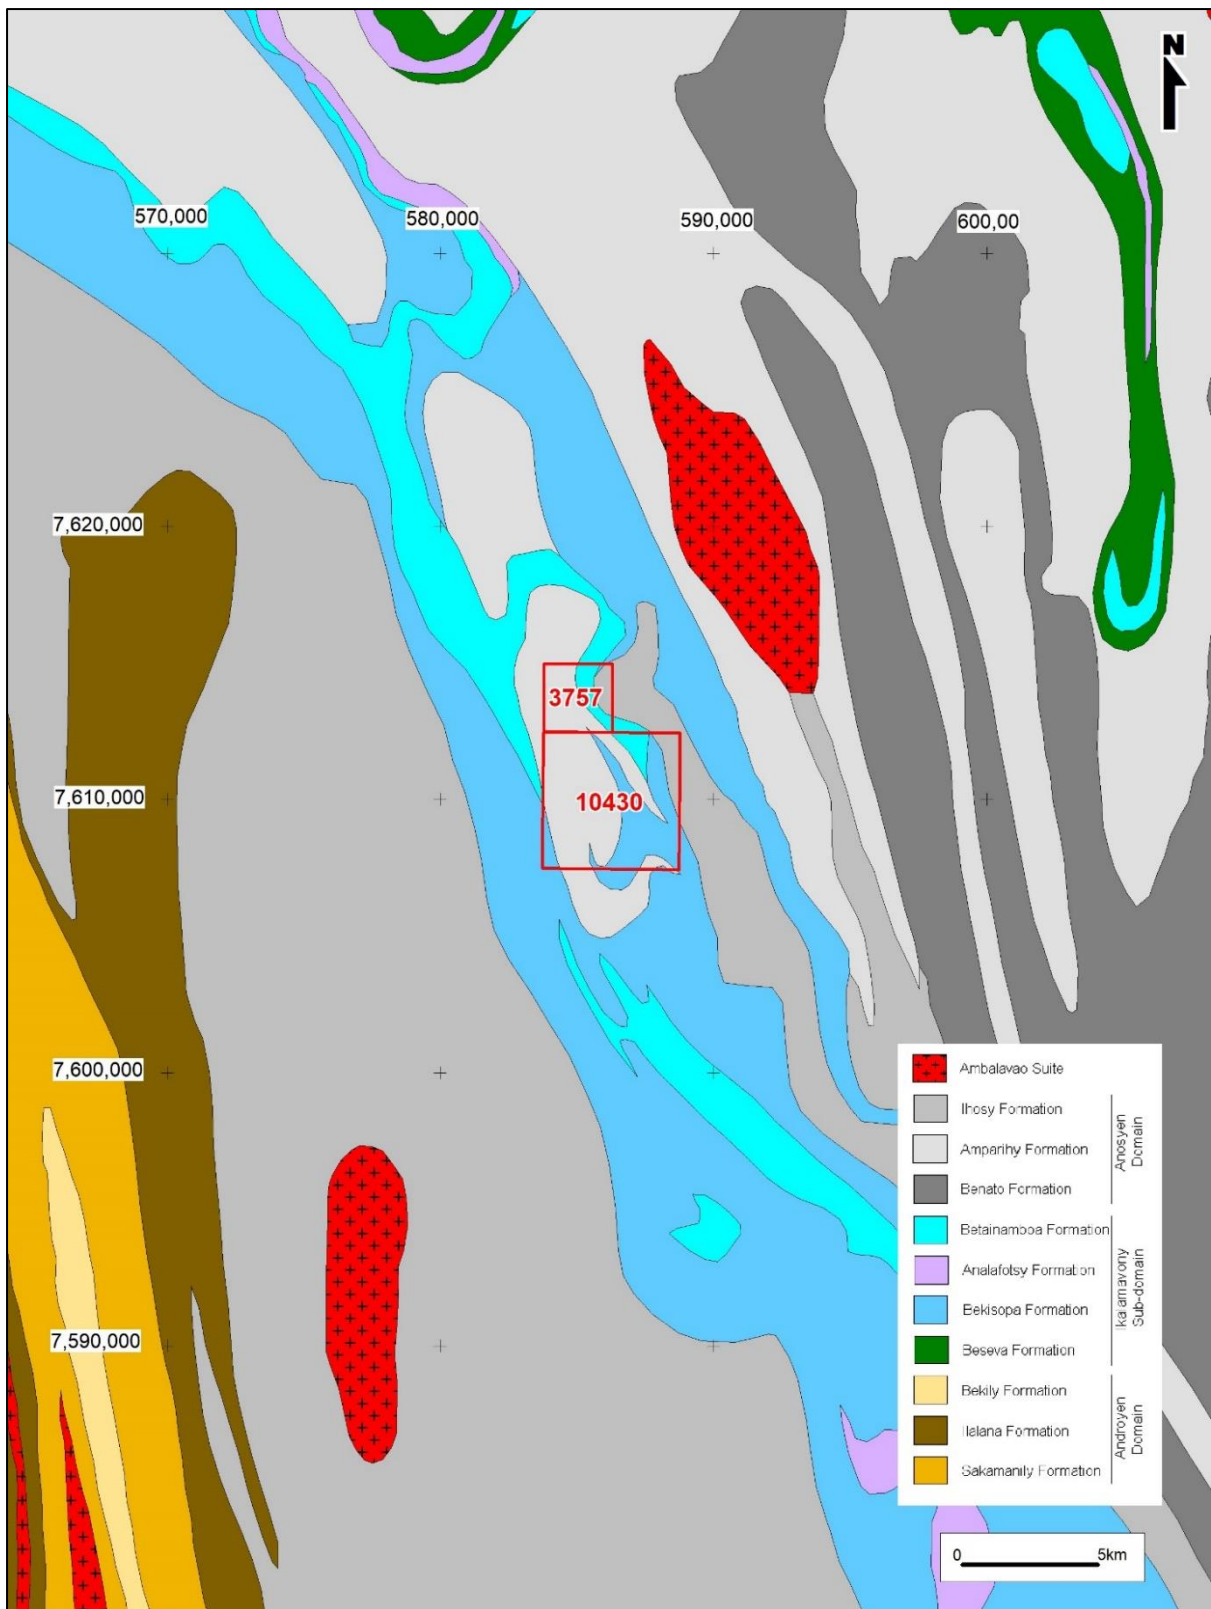 N
570,000
580,000
590,000
600,00
7,620,000
3757
7,610,000
10430
7,600,000
7,590,000
Ambalavao Suite
Ihosy Formation
Amparihy Formation
Benato Formation
Anosyen
Domain
Betainamboa Formation
Analafotsy Formation
Bekisopa Formation
Beseva Formation
Ikalamavony
Sub-domain
Bekily Formation
Ilalana Formation
Sakamanily Formation
Androyen
Domain
0 5km